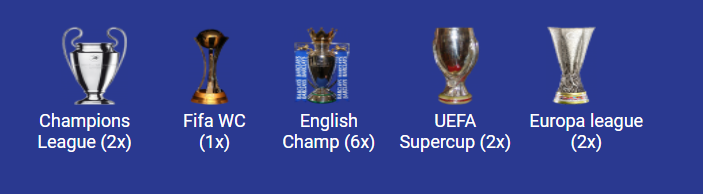 Champions
League (2x)
Fifa WC
(1x)
English
Champ (6x)
UEFA
Supercup (2x)
Europa league
(2x)